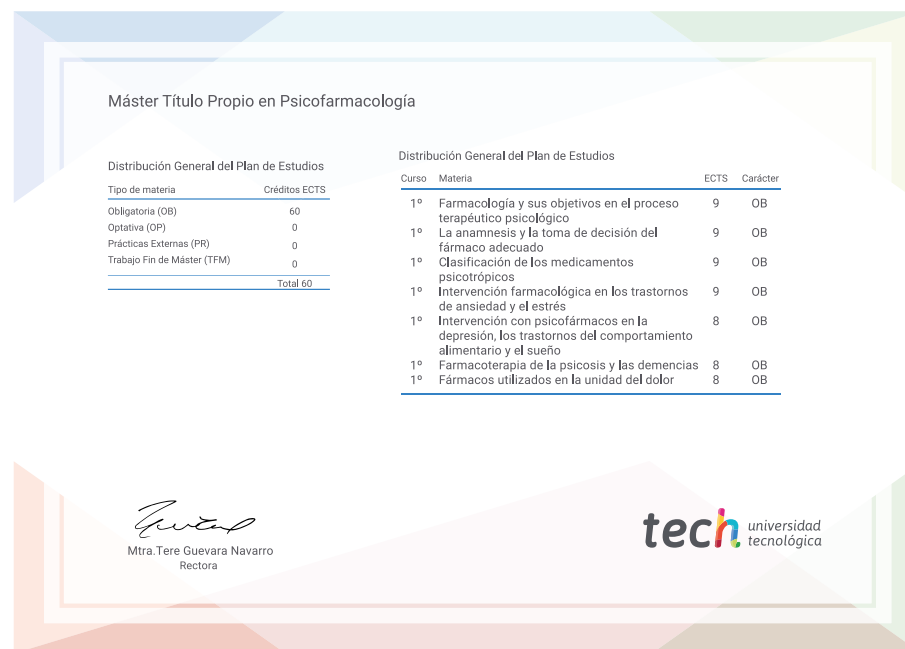 Máster Título Propio en Psicofarmacología
Distribución General del Plan de Estudios
Tipo de materia Créditos ECTS
Obligatoria (OB) 60
Optativa (OP) 0
Prácticas Externas (PR) 0
Trabajo Fin de Máster (TFM) 0
Total 60
Distribución General del Plan de Estudios
Curso Materia ECTS Carácter
1º Farmacología y sus objetivos en el proceso 9 OB
terapéutico psicológico
1º La anamnesis y la toma de decisión del 9 OB
fármaco adecuado
1º Clasificación de los medicamentos 9 OB
psicotrópicos
1º Intervención farmacológica en los trastornos 9 OB
de ansiedad y el estrés
1º Intervención con psicofármacos en la 8 OB
depresión, los trastornos del comportamiento
alimentario y el sueño
1º Farmacoterapia de la psicosis y las demencias 8 OB
1º Fármacos utilizados en la unidad del dolor 8 OB
Mtra.Tere Guevara Navarro
Rectora
tech universidad
tecnológica